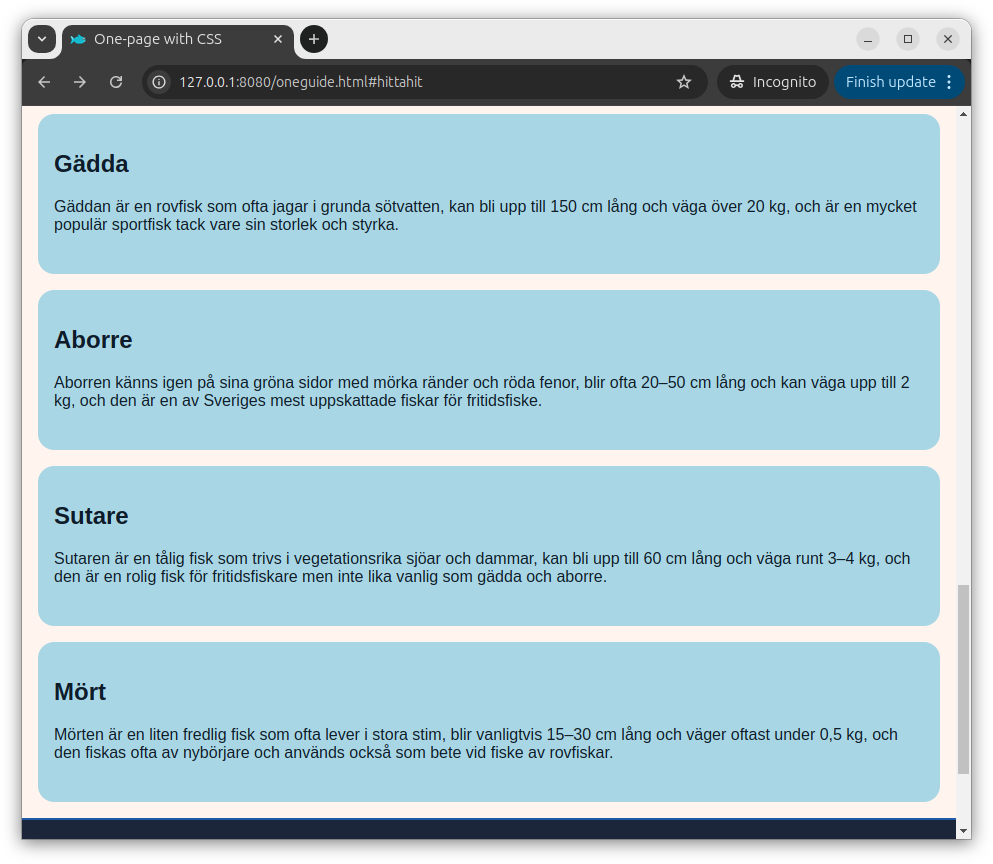 One-page with CSS
127.0.0.1:8080/oneguide.html#hittahit
Incognito
Finish update
Gädda
Gäddan är en rovfisk som ofta jagar i grunda sötvatten, kan bli upp till 150 cm lång och väga över 20 kg, och är en mycket
populär sportfisk tack vare sin storlek och styrka.
Aborre
Aborren känns igen på sina gröna sidor med mörka ränder och röda fenor, blir ofta 20–50 cm lång och kan väga upp till 2
kg, och den är en av Sveriges mest uppskattade fiskar för fritidsfiske.
Sutare
Sutaren är en tålig fisk som trivs i vegetationsrika sjöar och dammar, kan bli upp till 60 cm lång och väga runt 3–4 kg, och
den är en rolig fisk för fritidsfiskare men inte lika vanlig som gädda och aborre.
Mört
Mörten är en liten fredlig fisk som ofta lever i stora stim, blir vanligtvis 15–30 cm lång och väger oftast under 0,5 kg, och
den fiskas ofta av nybörjare och används också som bete vid fiske av rovfiskar.